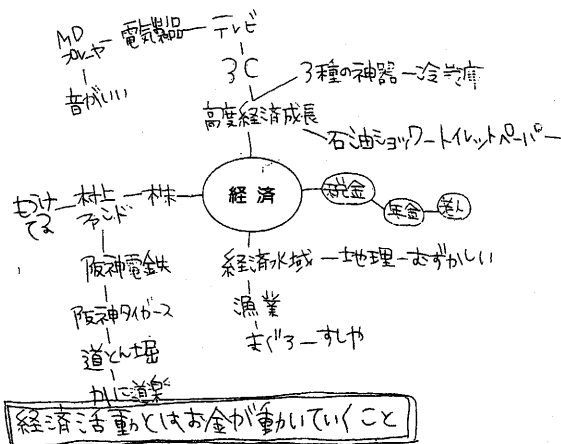 MD
プレーヤー
電気製品
テレビ
音がいい
3C
3種の神器
冷蔵庫
高度経済成長
石油ショック
トイレットペーパー
経済
税金
年金
老人
株
村上
ファンド
もうけ
てる
阪神電鉄
阪神タイガース
道とん堀
かに道楽
経済水域
地理
むずかしい
漁業
まぐろ
すしや
経済活動とはお金が動いていくこと